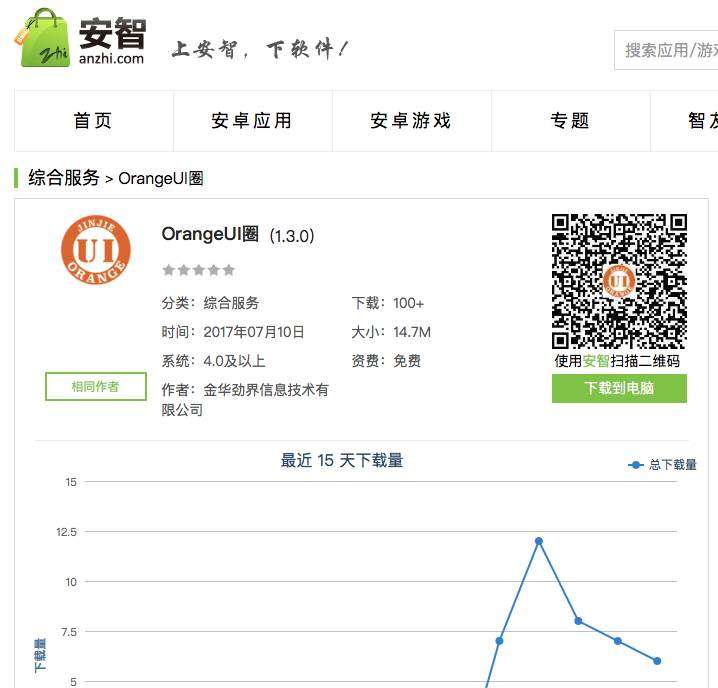 安智
anzhi.com
上安智，下软件！
搜索应用/游
首页
安卓应用
安卓游戏
专题
智友
综合服务 > OrangeUI圈
JINJIE
UI
ORANGE
OrangeUI圈 (1.3.0)
分类：综合服务
下载：100+
时间：2017年07月10日
大小：14.7M
系统：4.0及以上
资费：免费
作者：金华劲界信息技术有
限公司
相同作者
使用安智扫描二维码
下载到电脑
最近 15 天下载量
总下载量
15
12.5
10
7.5
5
下载量